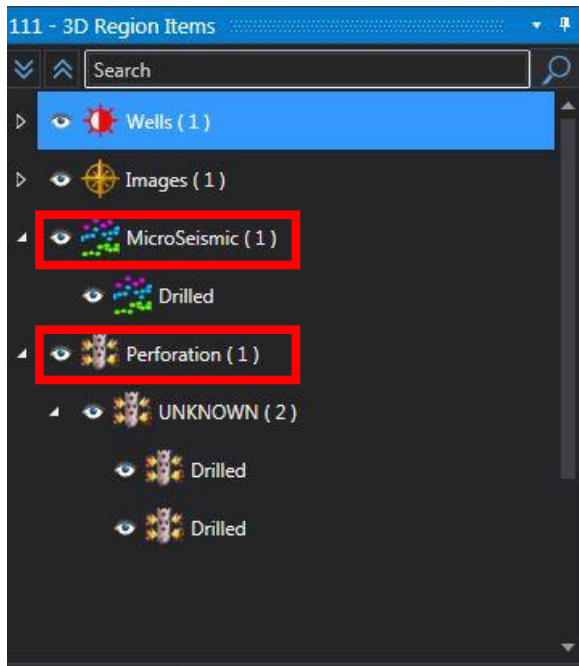 111 - 3D Region Items
Search
Wells ( 1 )
Images ( 1 )
MicroSeismic ( 1 )
Drilled
Perforation ( 1 )
UNKNOWN ( 2 )
Drilled
Drilled